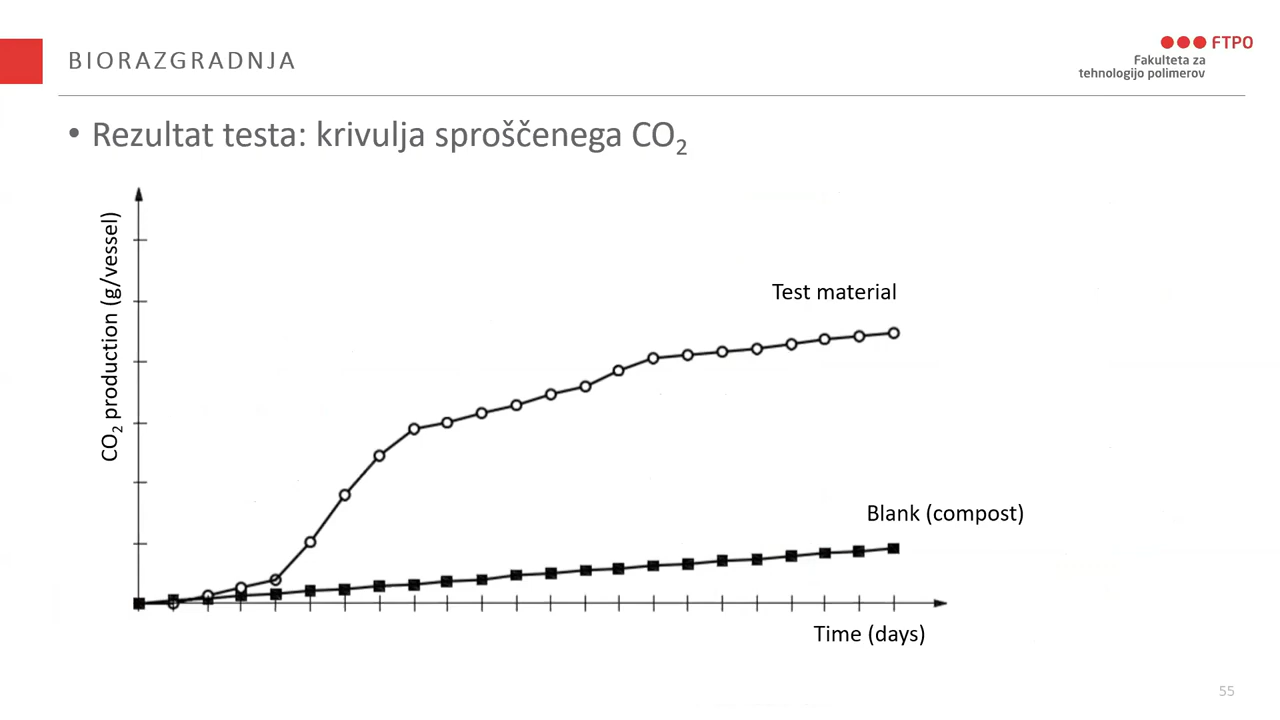 BIORAZGRADNJA
FTPO
Fakulteta za
tehnologijo polimerov
• Rezultat testa: krivulja sproščenega CO₂
CO₂ production (g/vessel)
Test material
Blank (compost)
Time (days)
55